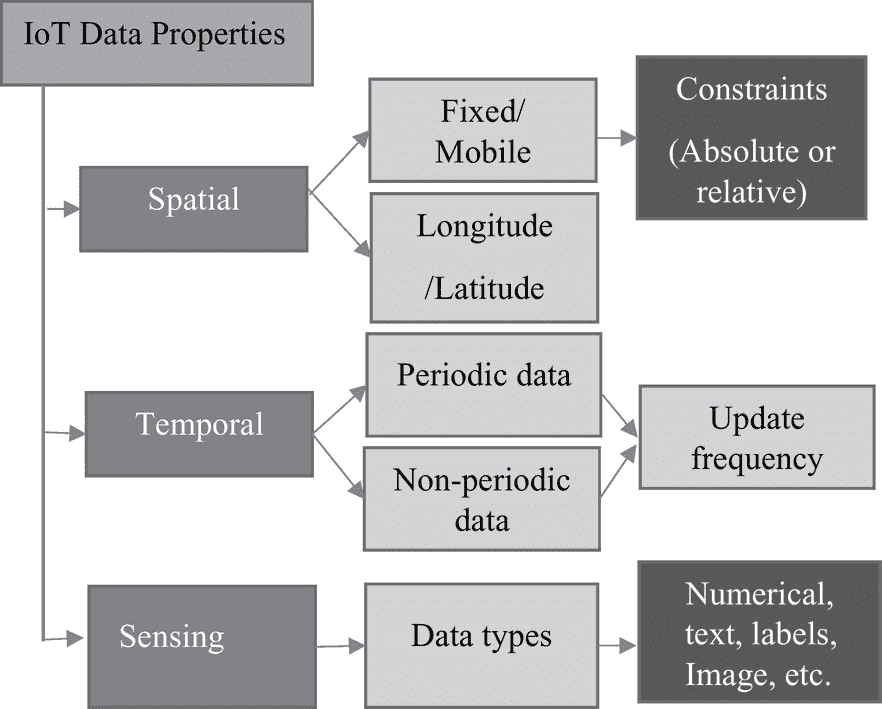 IoT Data Properties
Spatial
Fixed/
Mobile
Constraints
(Absolute or
relative)
Longitude
/Latitude
Temporal
Periodic data
Non-periodic
data
Update
frequency
Sensing
Data types
Numerical,
text, labels,
Image, etc.